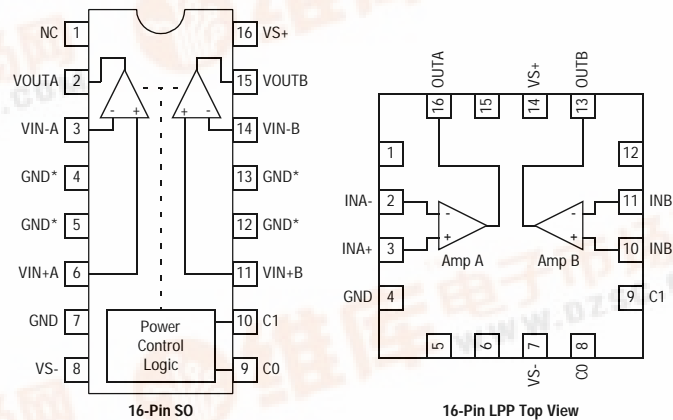 NC 1
16 VS+
VOUTA 2
15 VOUTB
- +
+ -
VIN-A 3
14 VIN-B
GND* 4
13 GND*
GND* 5
12 GND*
VIN+A 6
11 VIN+B
GND 7
10 C1
Power
Control
Logic
VS- 8
9 C0
16-Pin SO
OUTA
VS+
OUTB
16
15
14
13
1
12
INA- 2
-
-
11 INB
INA+ 3
+
+
10 INB
Amp A
Amp B
GND 4
9 C1
5
6
7
8
VS-
C0
16-Pin LPP Top View